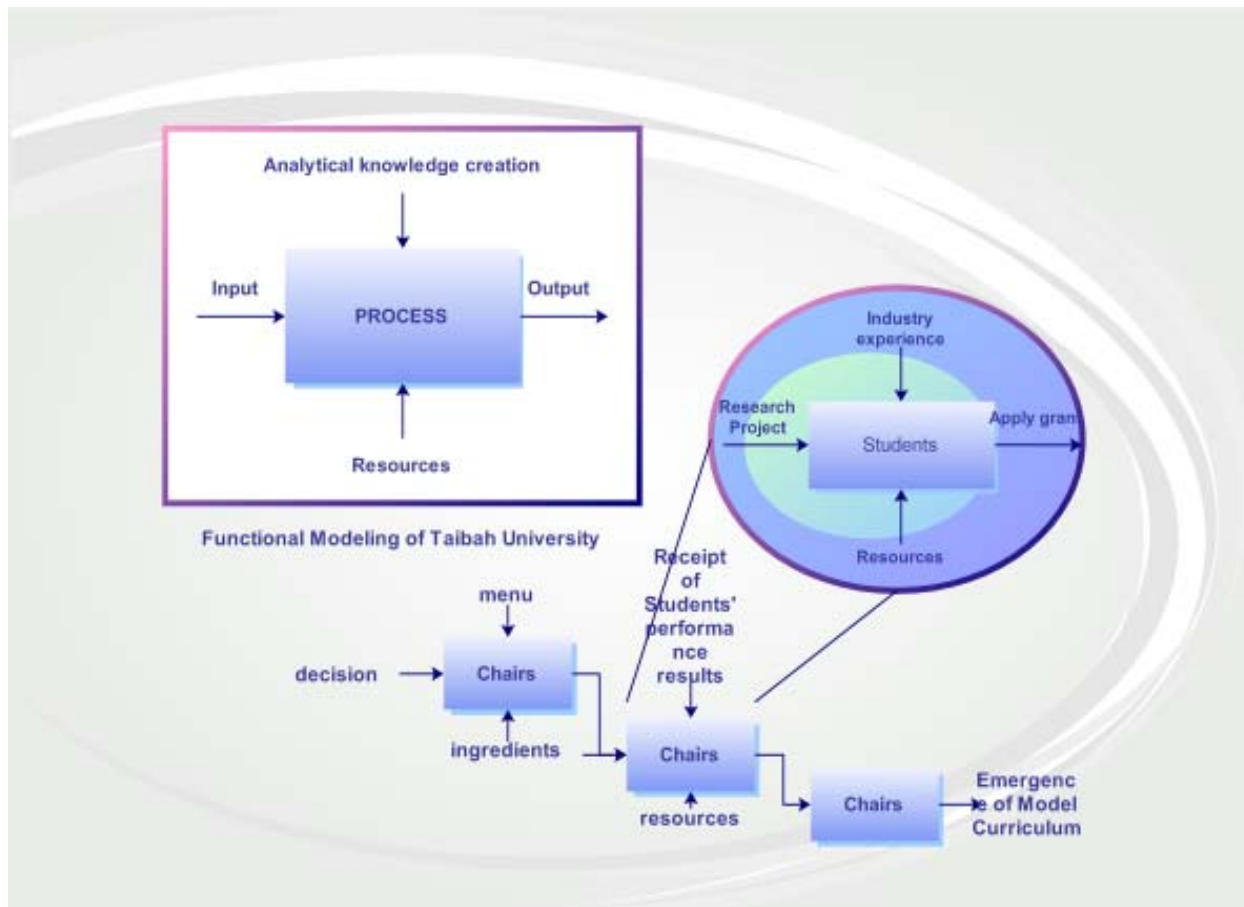 Analytical knowledge creation
Input
Output
PROCESS
Resources
Functional Modeling of Taibah University
Industry
experience
Research
Project
Apply gran
Students
Resources
Receipt
of
Students'
performa
nce
results
menu
decision
Chairs
ingredients
Chairs
resources
Chairs
Emergenc
e of Model
Curriculum